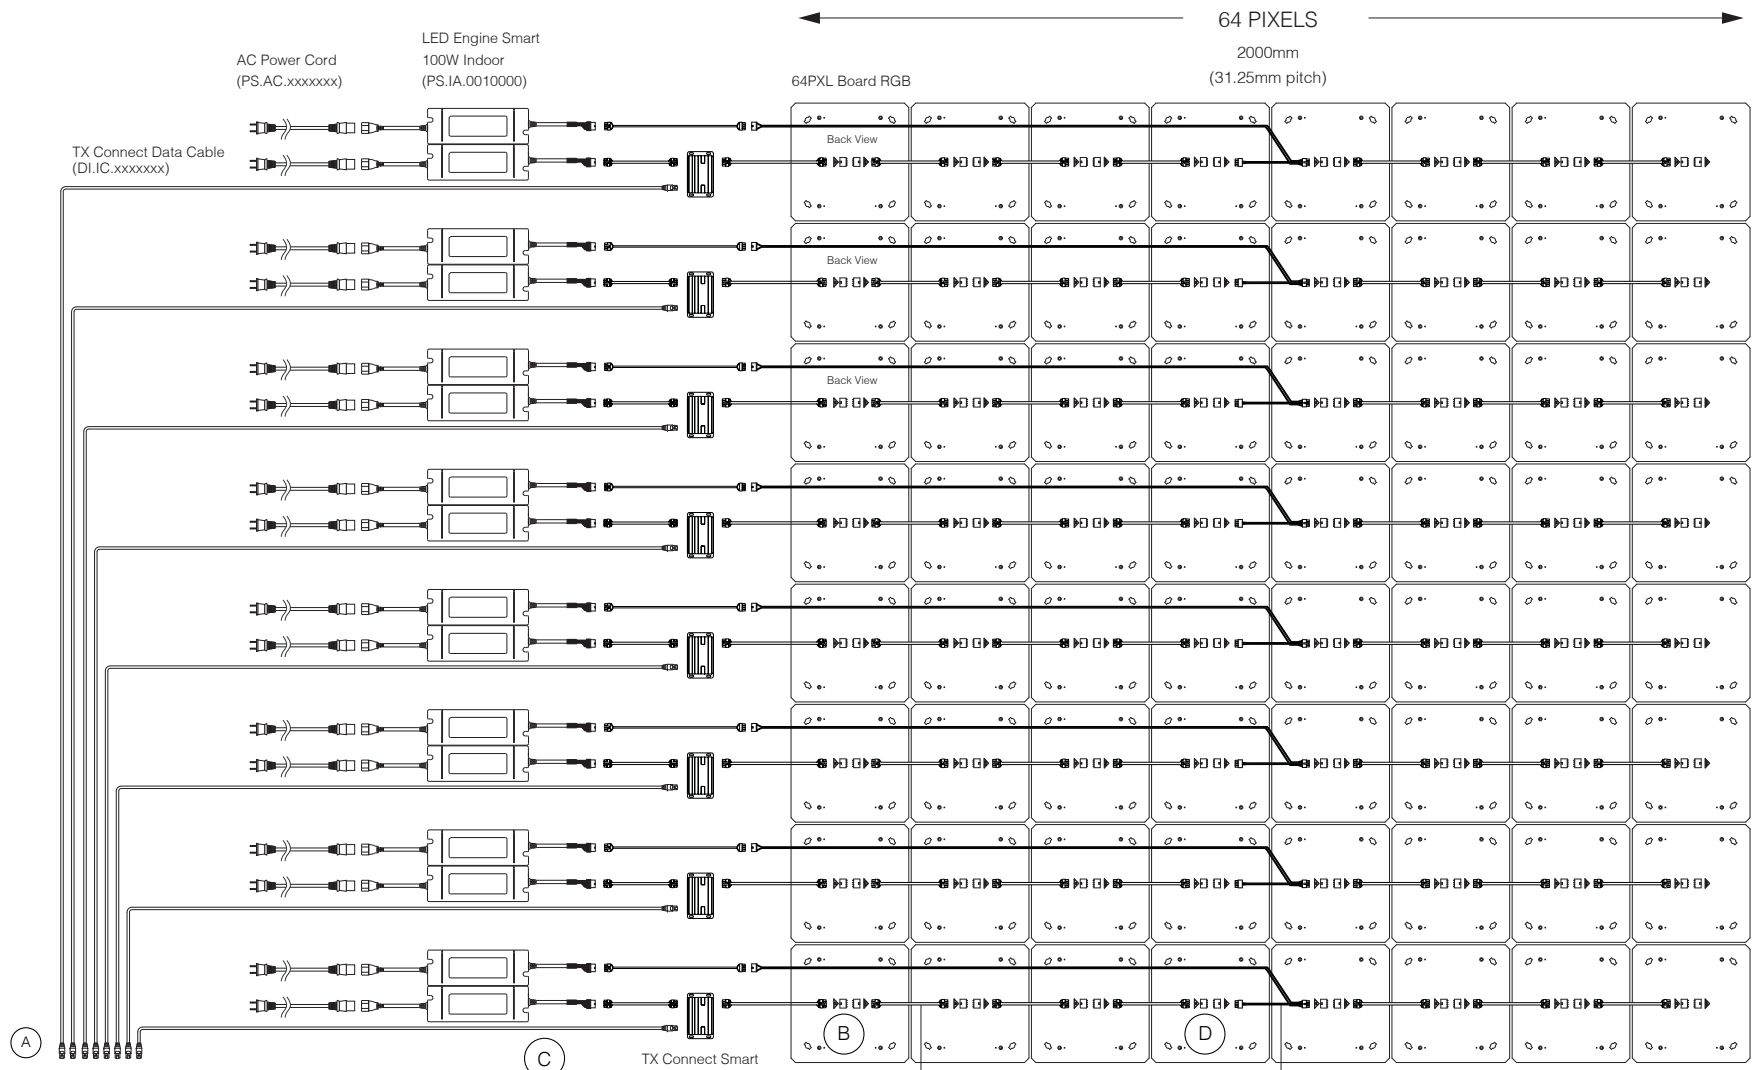 64 PIXELS
2000mm
(31.25mm pitch)
LED Engine Smart
100W Indoor
(PS.IA.0010000)
AC Power Cord
(PS.AC.xxxxxxx)
64PXL Board RGB
TX Connect Data Cable
(DI.IC.xxxxxxx)
Back View
Back View
Back View
A
B
C
D
TX Connect Smart